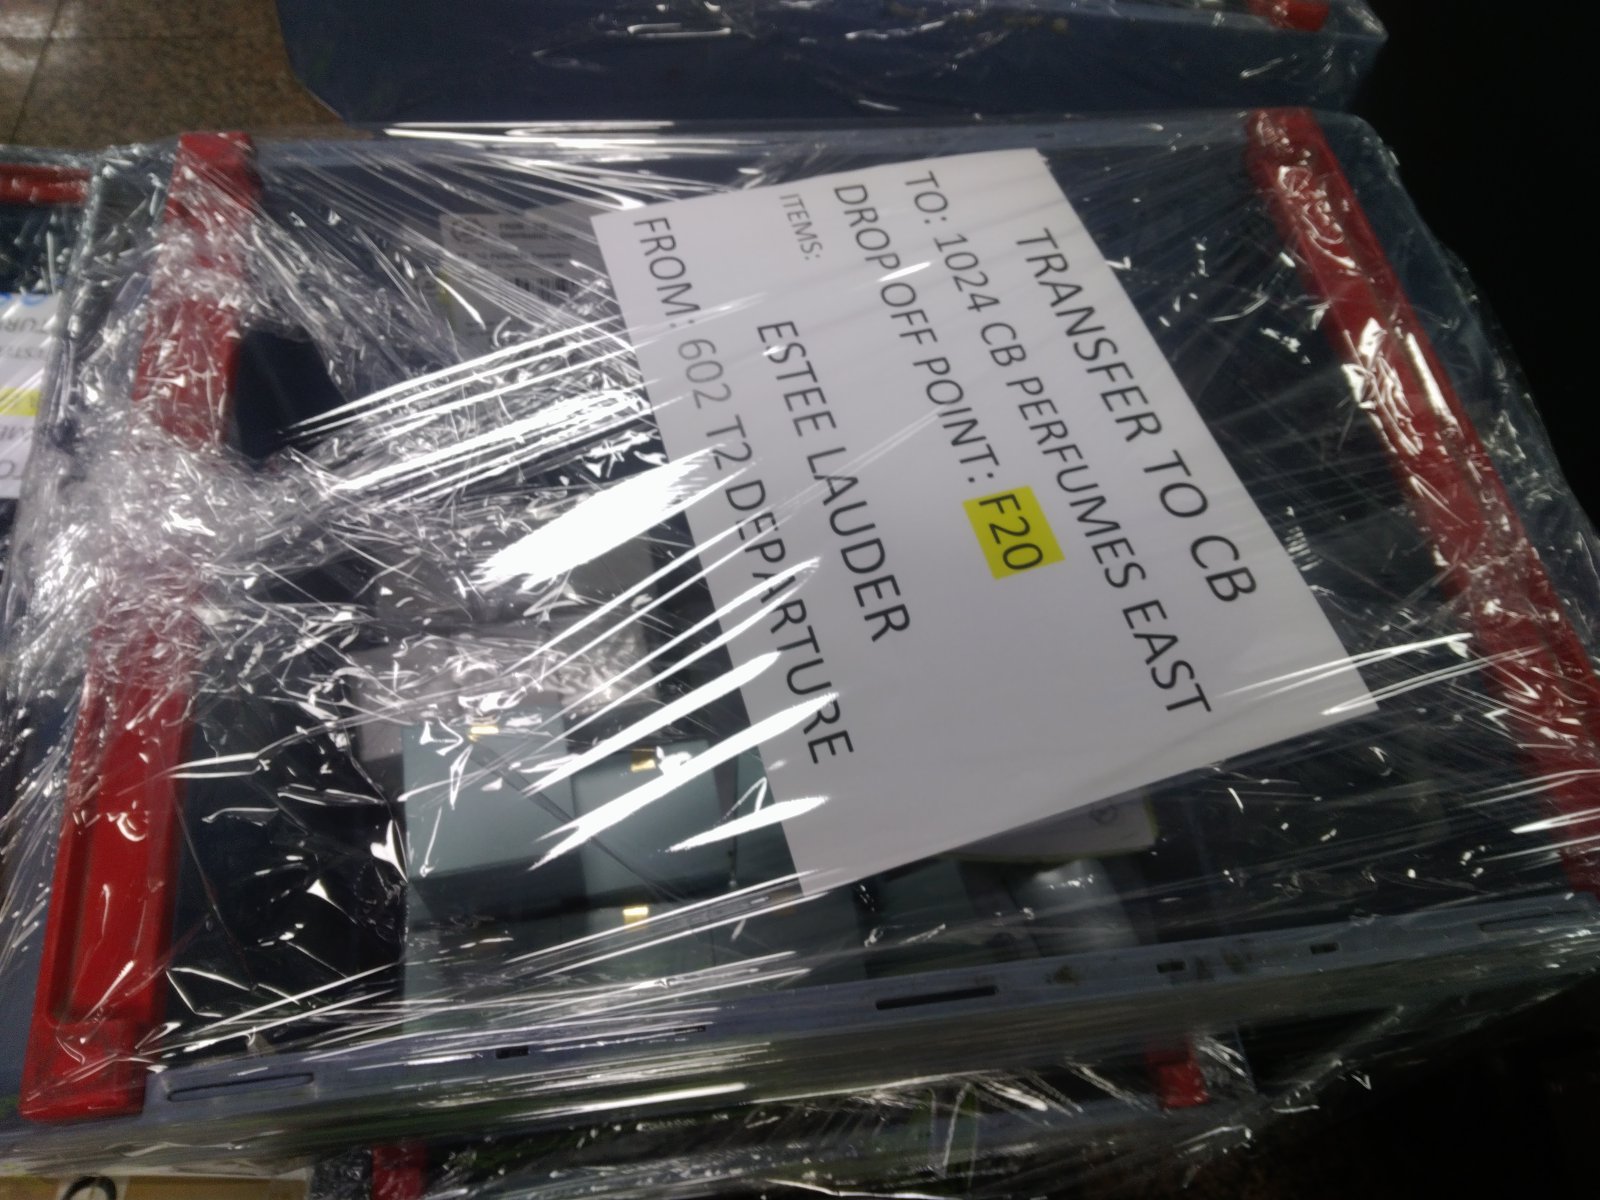 TRANSFER TO CB
TO: 1024 CB PERFUMES EAST
DROP OFF POINT: F20
ITEMS:
ESTEE LAUDER
FROM: 602 T2 DEPARTURE